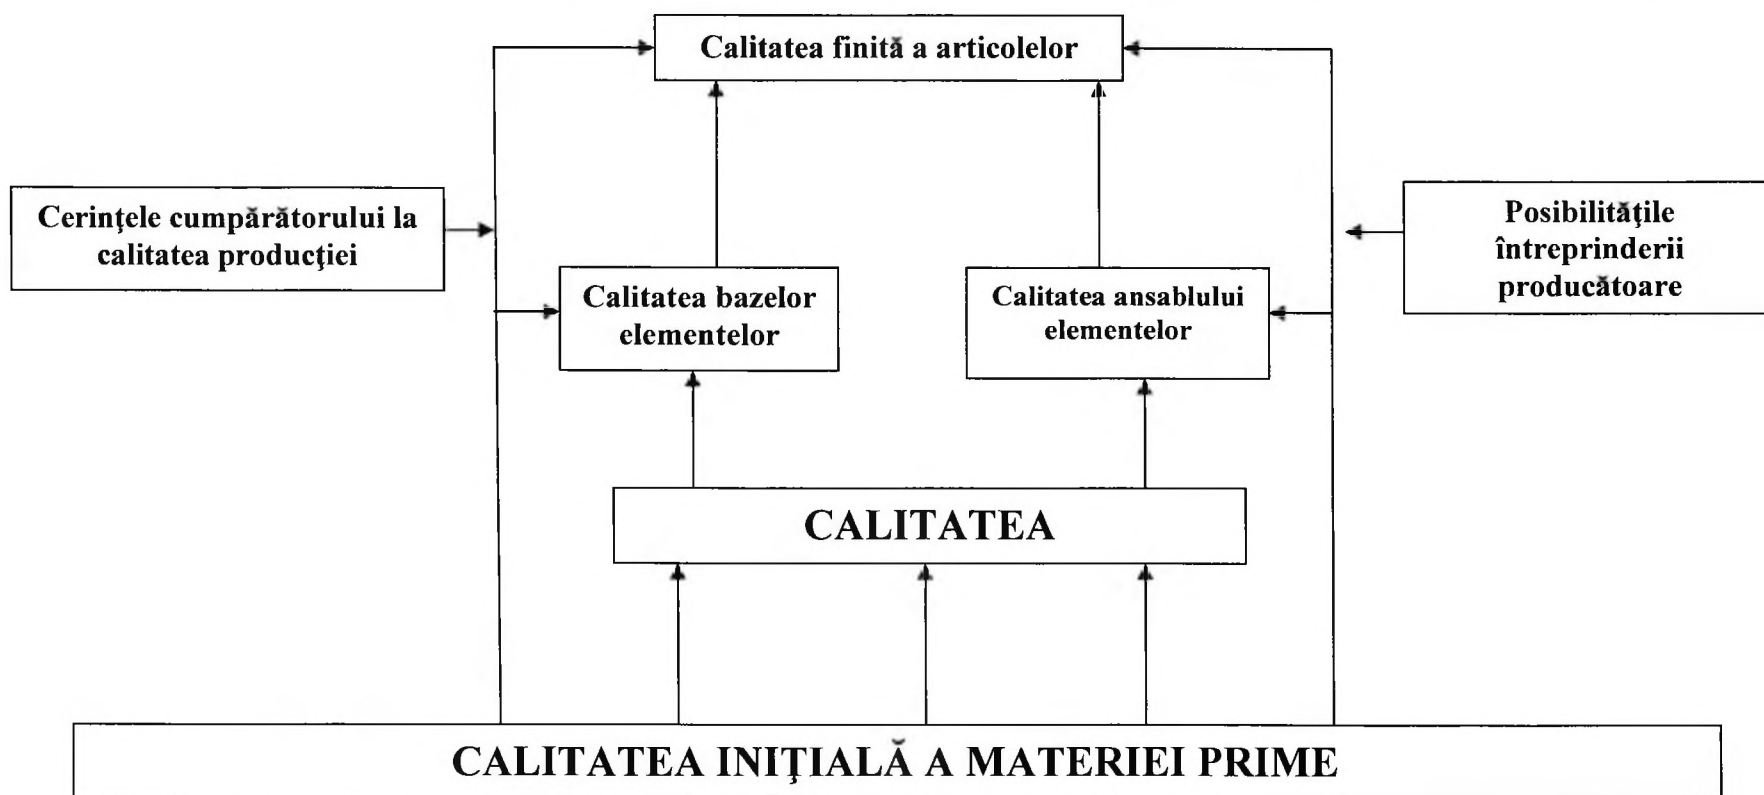 Calitatea finită a articolelor
Cerinţele cumpărătorului la
calitatea producţiei
Posibilităţile
întreprinderii
producătoare
Calitatea bazelor
elementelor
Calitatea ansablului
elementelor
CALITATEA
CALITATEA INIŢIALĂ A MATERIEI PRIME